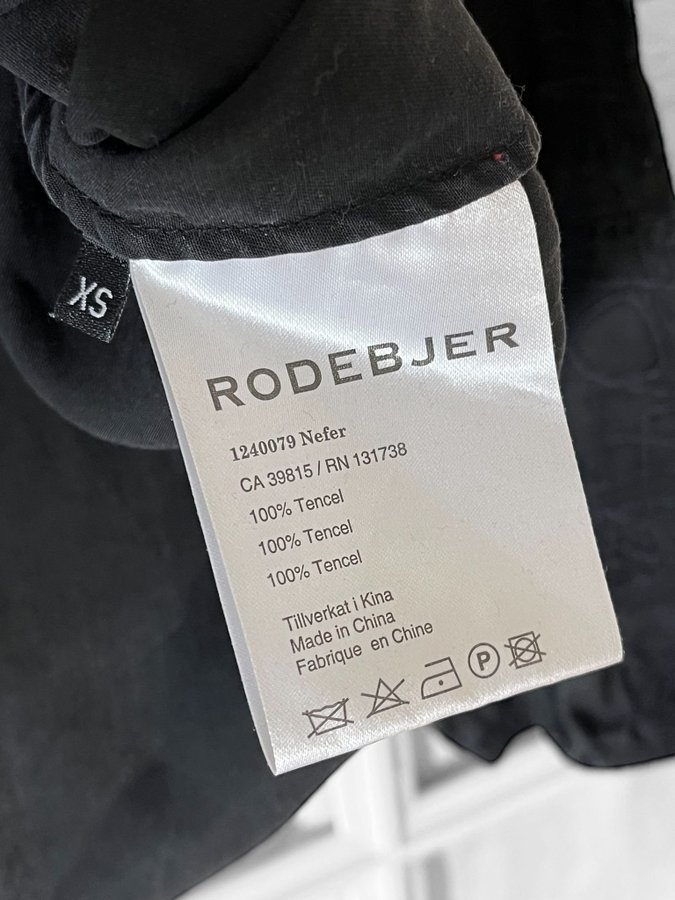 XS
RODEBJER
1240079 Nefer
CA 39815 / RN 131738
100% Tencel
100% Tencel
100% Tencel
Tillverkat i Kina
Made in China
Fabrique en Chine
P